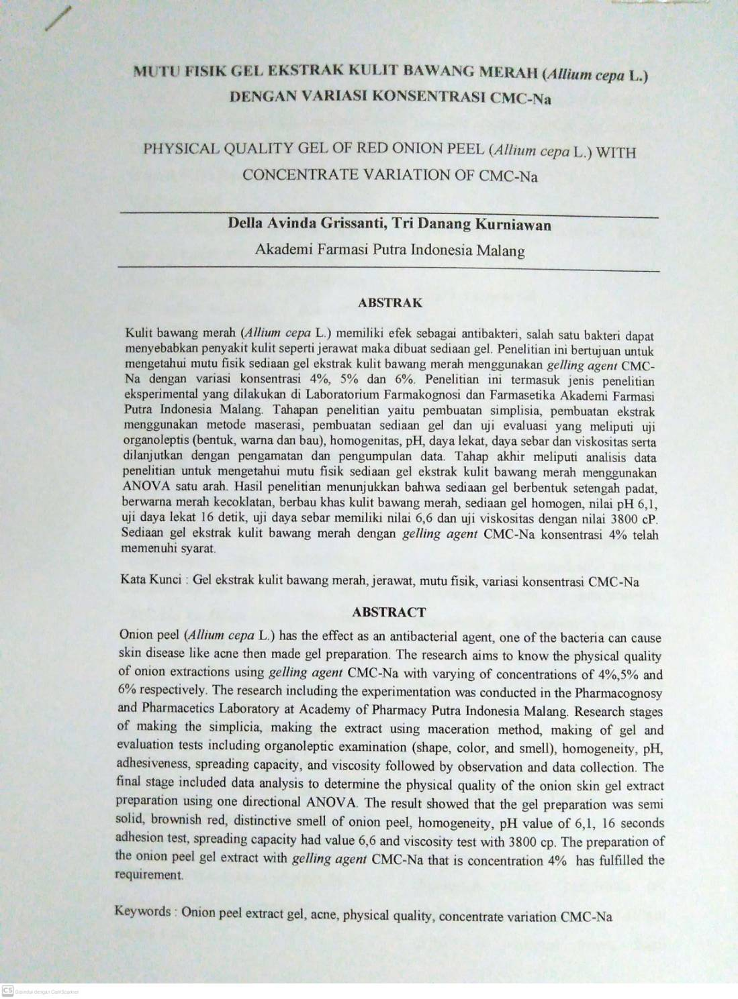 MUTU FISIK GEL EKSTRAK KULIT BAWANG MERAH (Allium cepa L.)
DENGAN VARIASI KONSENTRASI CMC-Na
PHYSICAL QUALITY GEL OF RED ONION PEEL (Allium cepa L.) WITH
CONCENTRATE VARIATION OF CMC-Na
Della Avinda Grissanti, Tri Danang Kurniawan
Akademi Farmasi Putra Indonesia Malang
ABSTRAK
Kulit bawang merah (Allium cepa L.) memiliki efek sebagai antibakteri, salah satu bakteri dapat
menyebabkan penyakit kulit seperti jerawat maka dibuat sediaan gel. Penelitian ini bertujuan untuk
mengetahui mutu fisik sediaan gel ekstrak kulit bawang merah menggunakan gelling agent CMC-
Na dengan variasi konsentrasi 4%, 5% dan 6%. Penelitian ini termasuk jenis penelitian
eksperimental yang dilakukan di Laboratorium Farmakognosi dan Farmasetika Akademi Farmasi
Putra Indonesia Malang. Tahapan penelitian yaitu pembuatan simplisia, pembuatan ekstrak
menggunakan metode maserasi, pembuatan sediaan gel dan uji evaluasi yang meliputi uji
organoleptis (bentuk, warna dan bau), homogenitas, pH, daya lekat, daya sebar dan viskositas serta
dilanjutkan dengan pengamatan dan pengumpulan data. Tahap akhir meliputi analisis data
penelitian untuk mengetahui mutu fisik sediaan gel ekstrak kulit bawang merah menggunakan
ANOVA satu arah. Hasil penelitian menunjukkan bahwa sediaan gel berbentuk setengah padat,
berwarna merah kecoklatan, berbau khas kulit bawang merah, sediaan gel homogen, nilai pH 6,1,
uji daya lekat 16 detik, uji daya sebar memiliki nilai 6,6 dan uji viskositas dengan nilai 3800 cP.
Sediaan gel ekstrak kulit bawang merah dengan gelling agent CMC-Na konsentrasi 4% telah
memenuhi syarat.
Kata Kunci : Gel ekstrak kulit bawang merah, jerawat, mutu fisik, variasi konsentrasi CMC-Na
ABSTRACT
Onion peel (Allium cepa L.) has the effect as an antibacterial agent, one of the bacteria can cause
skin disease like acne then made gel preparation. The research aims to know the physical quality
of onion extractions using gelling agent CMC-Na with varying of concentrations of 4%,5% and
6% respectively. The research including the experimentation was conducted in the Pharmacognosy
and Pharmacetics Laboratory at Academy of Pharmacy Putra Indonesia Malang. Research stages
of making the simplicia, making the extract using maceration method, making of gel and
evaluation tests including organoleptic examination (shape, color, and smell), homogeneity, pH,
adhesiveness, spreading capacity, and viscosity followed by observation and data collection. The
final stage included data analysis to determine the physical quality of the onion skin gel extract
preparation using one directional ANOVA. The result showed that the gel preparation was semi
solid, brownish red, distinctive smell of onion peel, homogeneity, pH value of 6,1, 16 seconds
adhesion test, spreading capacity had value 6,6 and viscosity test with 3800 cp. The preparation of
the onion peel gel extract with gelling agent CMC-Na that is concentration 4% has fulfilled the
requirement.
Keywords : Onion peel extract gel, acne, physical quality, concentrate variation CMC-Na
CS Dipindai dengan CamScanner